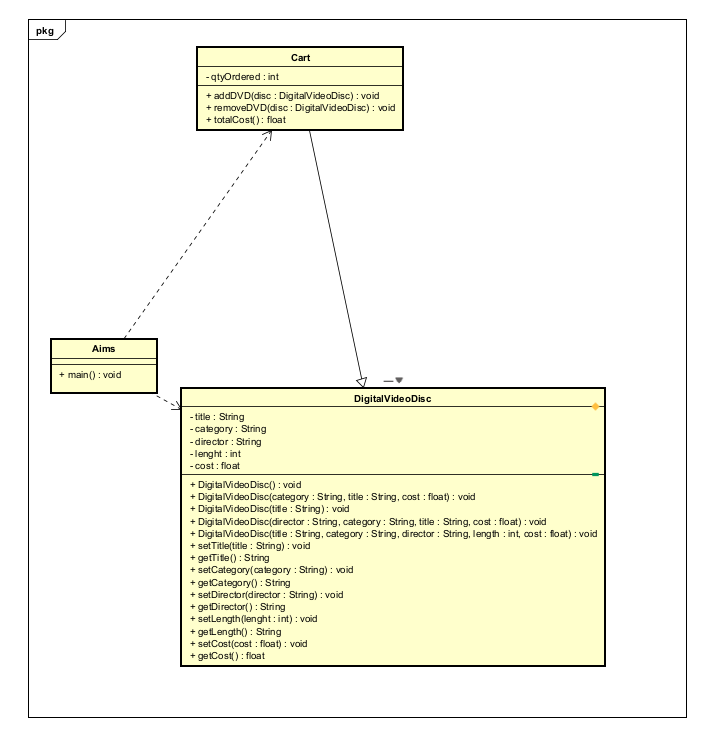 pkg
Cart
- qtyOrdered : int
+ addDVD(disc : DigitalVideoDisc) : void
+ removeDVD(disc : DigitalVideoDisc) : void
+ totalCost() : float
Aims
+ main() : void
DigitalVideoDisc
- title : String
- category : String
- director : String
- lenght : int
- cost : float
+ DigitalVideoDisc() : void
+ DigitalVideoDisc(category : String, title : String, cost : float) : void
+ DigitalVideoDisc(title : String) : void
+ DigitalVideoDisc(director : String, category : String, title : String, cost : float) : void
+ DigitalVideoDisc(title : String, category : String, director : String, length : int, cost : float) : void
+ setTitle(title : String) : void
+ getTitle() : String
+ setCategory(category : String) : void
+ getCategory() : String
+ setDirector(director : String) : void
+ getDirector() : String
+ setLength(lenght : int) : void
+ getLength() : String
+ setCost(cost : float) : void
+ getCost() : float